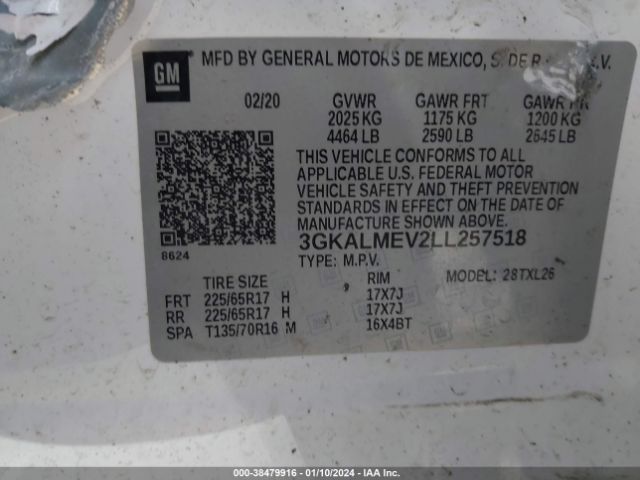 GM
MFD BY GENERAL MOTORS DE MEXICO, S. DE R V.
02/20 GVWR GAWR FRT GAWR RR
2025 KG 1175 KG 1200 KG
4464 LB 2590 LB 2645 LB
THIS VEHICLE CONFORMS TO ALL
APPLICABLE U.S. FEDERAL MOTOR
VEHICLE SAFETY AND THEFT PREVENTION
STANDARDS IN EFFECT ON THE DATE OF
MANUFACTURE SHOWN ABOVE.
8624
3GKALMEV2LL257518
TYPE: M.P.V. MODEL: 28TXL26
TIRE SIZE RIM
FRT 225/65R17 H 17X7J
RR 225/65R17 H 17X7J
SPA T135/70R16 M 16X4BT
000-38479916 - 01/10/2024 - IAA Inc.